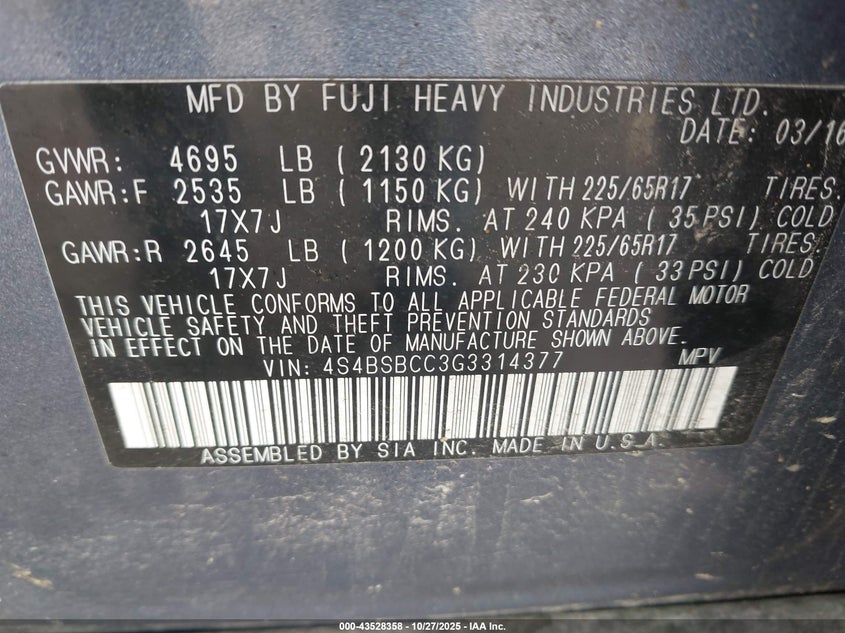 MFD BY FUJI HEAVY INDUSTRIES LTD.
DATE: 03/16
GVWR: 4695 LB ( 2130 KG)
GAWR:F 2535 LB ( 1150 KG) WITH 225/65R17 TIRES.
17X7J RIMS. AT 240 KPA ( 35 PSI) COLD
GAWR:R 2645 LB ( 1200 KG) WITH 225/65R17 TIRES.
17X7J RIMS. AT 230 KPA ( 33 PSI) COLD
THIS VEHICLE CONFORMS TO ALL APPLICABLE FEDERAL MOTOR
VEHICLE SAFETY AND THEFT PREVENTION STANDARDS
IN EFFECT ON THE DATE OF MANUFACTURE SHOWN ABOVE.
VIN: 4S4BSBCC3G3314377 MPV
ASSEMBLED BY SIA INC. MADE IN U.S.A.
000-43528358 - 10/27/2025 - IAA Inc.